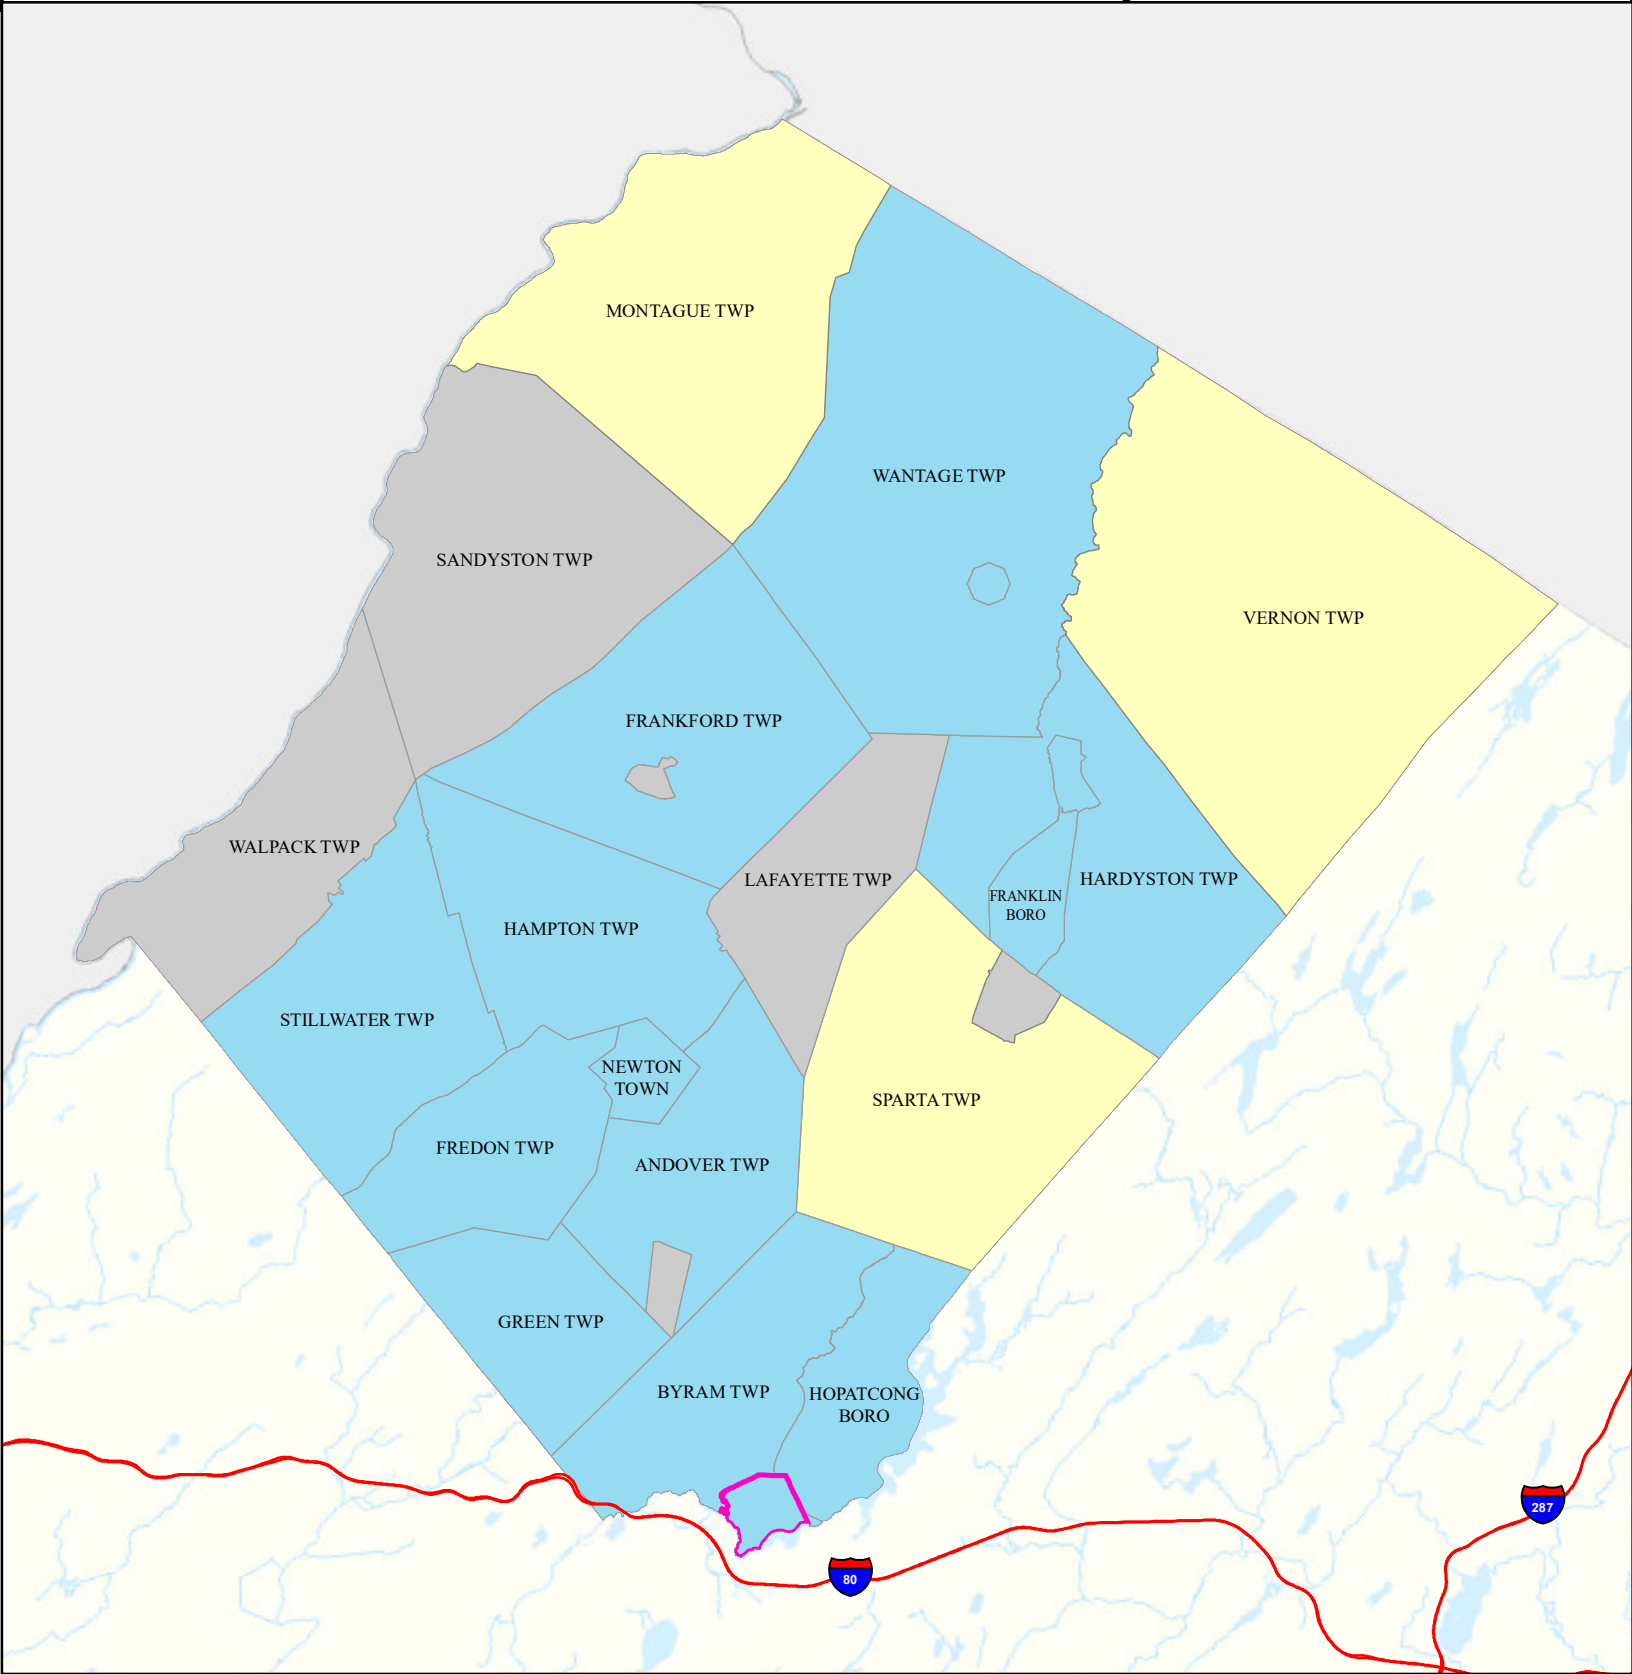 MONTAGUE TWP
WANTAGE TWP
SANDYSTON TWP
VERNON TWP
FRANKFORD TWP
WALPACK TWP
LAFAYETTE TWP
HARDYSTON TWP
FRANKLIN
BORO
HAMPTON TWP
STILLWATER TWP
NEWTON
TOWN
SPARTA TWP
FREDON TWP
ANDOVER TWP
GREEN TWP
BYRAM TWP
HOPATCONG
BORO
287
80